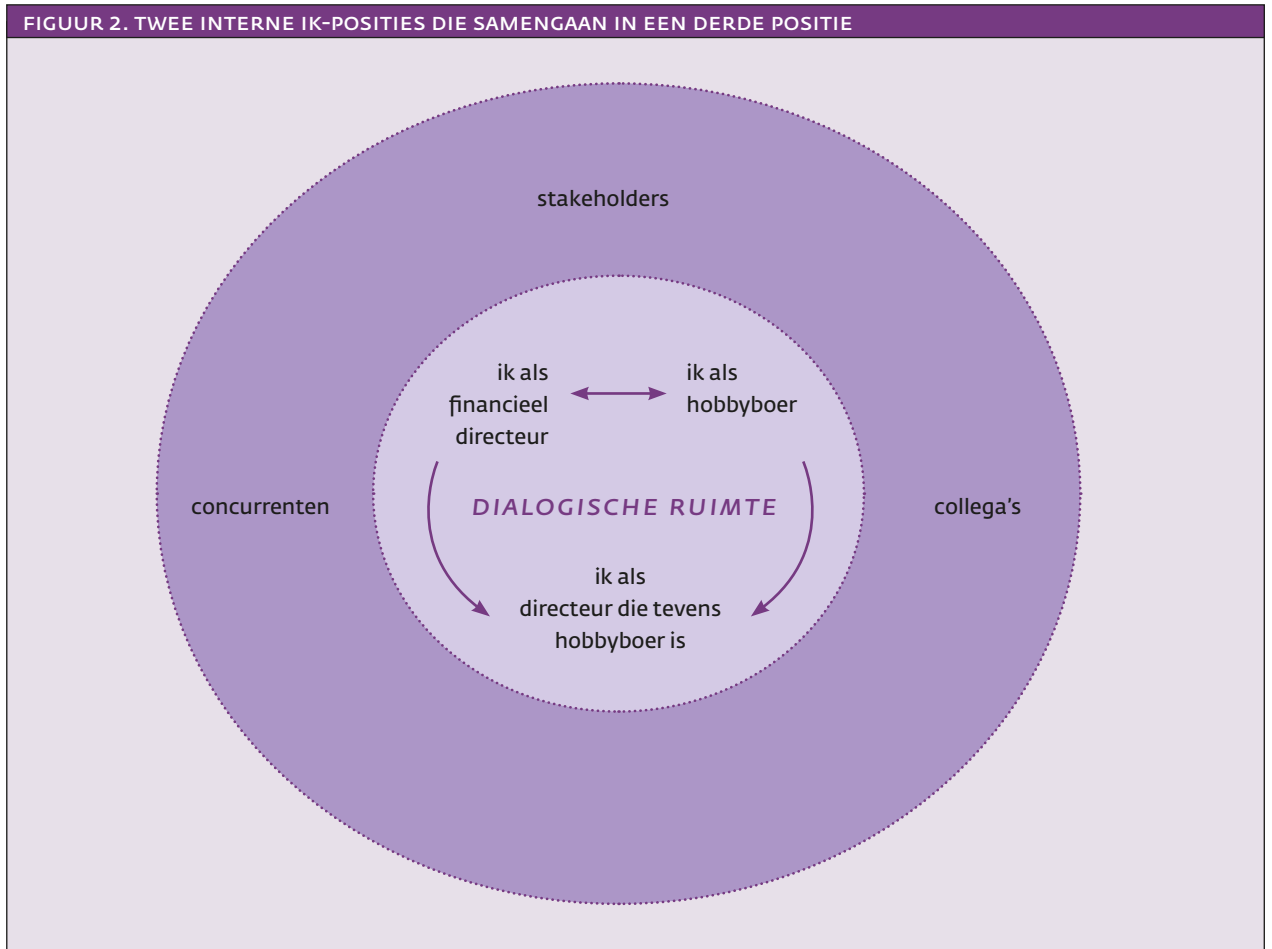 FIGUUR 2. TWEE INTERNE IK-POSITIES DIE SAMENGAAN IN EEN DERDE POSITIE
stakeholders
ik als
financieel
directeur
ik als
hobbyboer
concurrenten
DIALOGISCHE RUIMTE
collega's
ik als
directeur die tevens
hobbyboer is